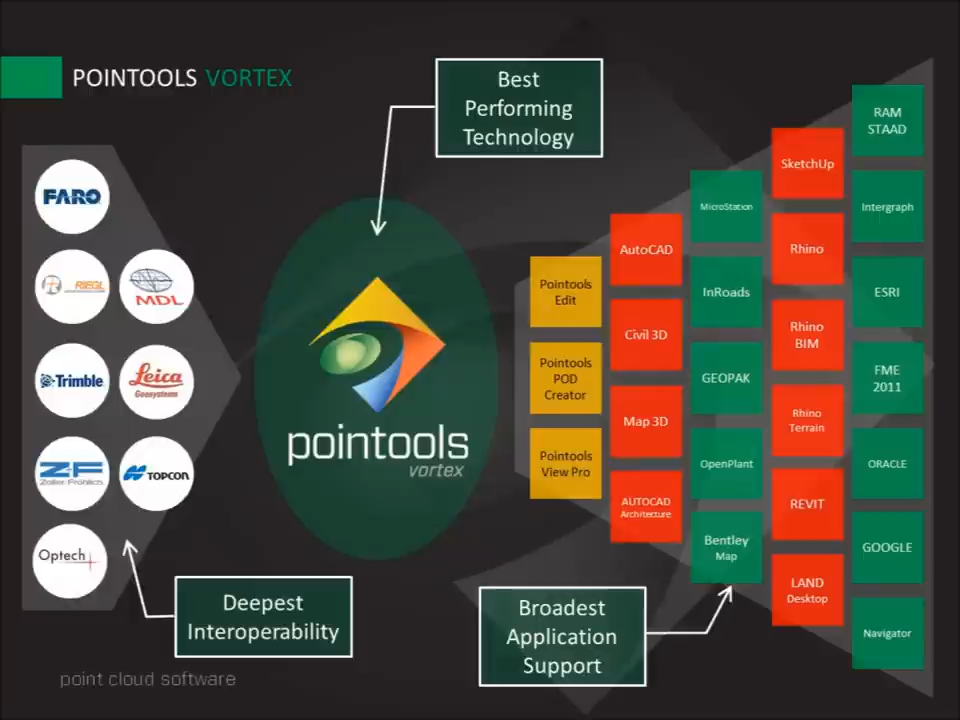 POINTOOLS VORTEX
Best
Performing
Technology
FARO
RIEGL
MDL
Trimble
Leica
Geosystems
ZF
Zoller+Fröhlich
TOPCON
Optech
Deepest
Interoperability
pointools
vortex
Pointools
Edit
Pointools
POD
Creator
Pointools
View Pro
AutoCAD
Civil 3D
Map 3D
AUTOCAD
Architecture
MicroStation
InRoads
GEOPAK
OpenPlant
Bentley
Map
SketchUp
Rhino
Rhino
BIM
Rhino
Terrain
REVIT
LAND
Desktop
RAM
STAAD
Intergraph
ESRI
FME
2011
ORACLE
GOOGLE
Navigator
Broadest
Application
Support
point cloud software